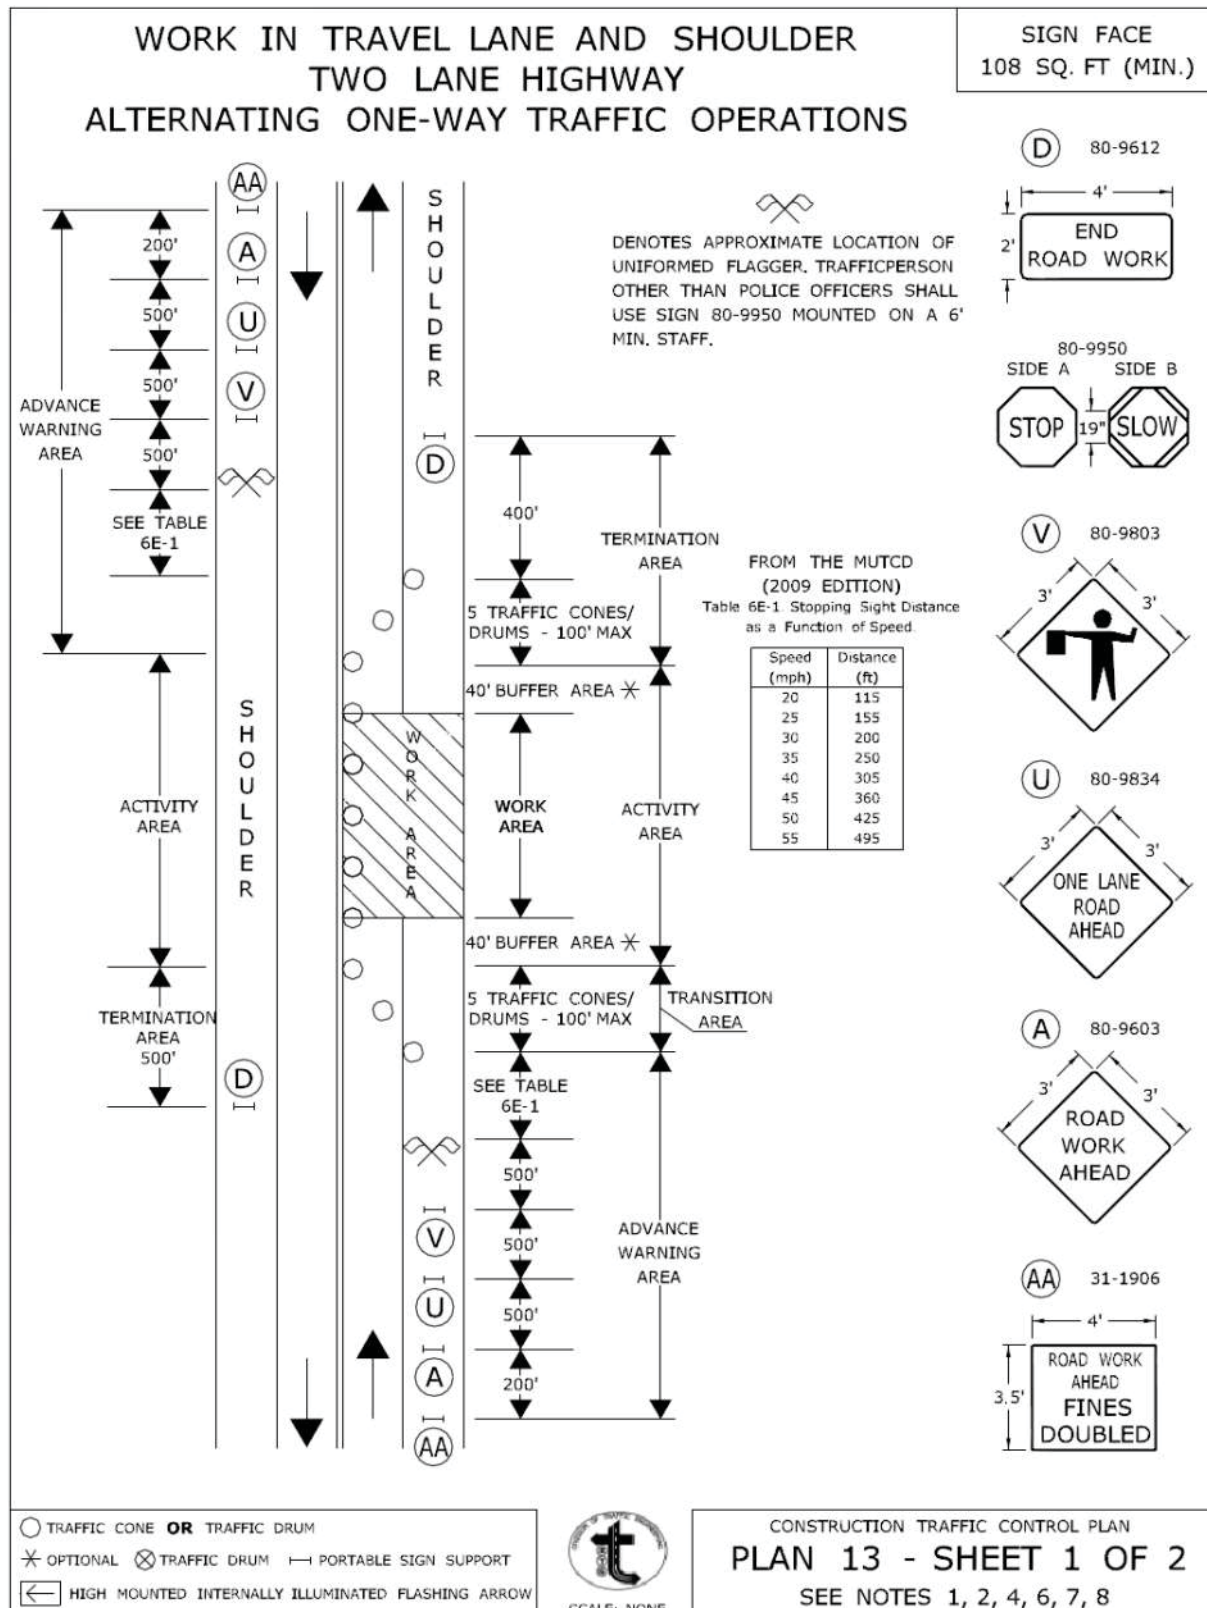 WORK IN TRAVEL LANE AND SHOULDER
TWO LANE HIGHWAY
ALTERNATING ONE-WAY TRAFFIC OPERATIONS
SIGN FACE
108 SQ. FT (MIN.)
AA
200'
A
500'
U
500'
V
500'
ADVANCE
WARNING
AREA
SEE TABLE
6E-1
SHOULDER
ACTIVITY
AREA
TERMINATION
AREA
500'
D
SHOULDER
D
400'
TERMINATION
AREA
5 TRAFFIC CONES/
DRUMS - 100' MAX
40' BUFFER AREA
WORK AREA
WORK
AREA
ACTIVITY
AREA
40' BUFFER AREA
5 TRAFFIC CONES/
DRUMS - 100' MAX
TRANSITION
AREA
SEE TABLE
6E-1
500'
V
500'
U
500'
A
200'
AA
ADVANCE
WARNING
AREA
DENOTES APPROXIMATE LOCATION OF
UNIFORMED FLAGGER. TRAFFICPERSON
OTHER THAN POLICE OFFICERS SHALL
USE SIGN 80-9950 MOUNTED ON A 6'
MIN. STAFF.
FROM THE MUTCD
(2009 EDITION)
Table 6E-1. Stopping Sight Distance
as a Function of Speed.
Speed (mph) Distance (ft)
20 115
25 155
30 200
35 250
40 305
45 360
50 425
55 495
D 80-9612
4'
2'
END
ROAD WORK
80-9950
SIDE A SIDE B
STOP 19" SLOW
V 80-9803
3' 3'
U 80-9834
3' 3'
ONE LANE
ROAD
AHEAD
A 80-9603
3' 3'
ROAD
WORK
AHEAD
AA 31-1906
4'
3.5'
ROAD WORK
AHEAD
FINES
DOUBLED
TRAFFIC CONE OR TRAFFIC DRUM
OPTIONAL TRAFFIC DRUM PORTABLE SIGN SUPPORT
HIGH MOUNTED INTERNALLY ILLUMINATED FLASHING ARROW
SCALE: NONE
CONSTRUCTION TRAFFIC CONTROL PLAN
PLAN 13 - SHEET 1 OF 2
SEE NOTES 1, 2, 4, 6, 7, 8